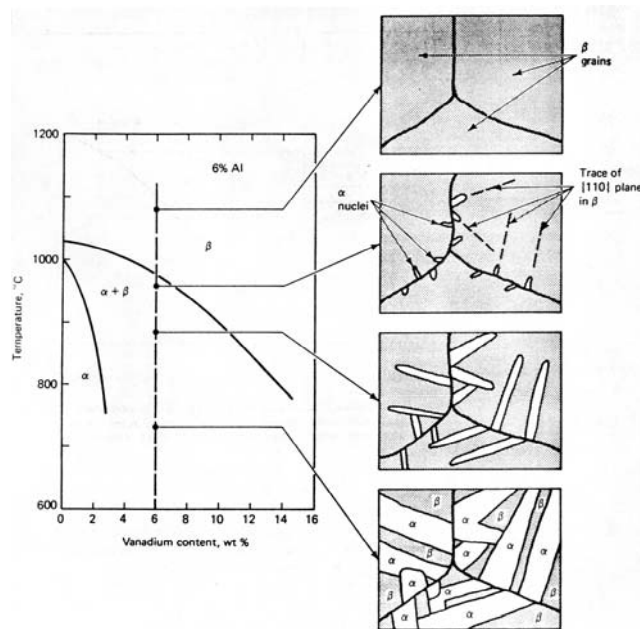 β
grains
1200
6% Al
1000
800
600
Temperature, °C
β
α + β
α
0
2
4
6
8
10
12
14
16
Vanadium content, wt %
α
nuclei
Trace of
{110} plane
in β
β
α
β
α
β
α
β
α
α
β
α
β
α
β
α
β